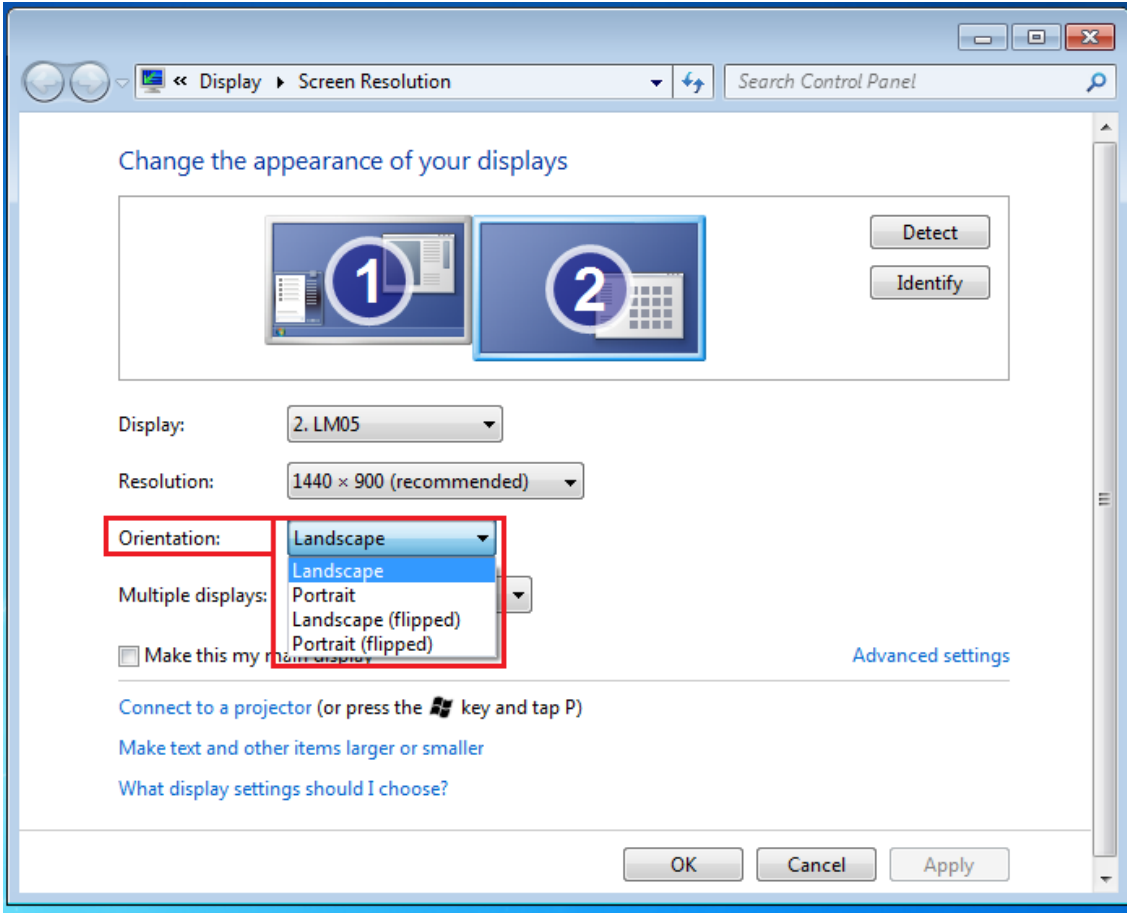 « Display ▸ Screen Resolution
Search Control Panel
Change the appearance of your displays
1
2
Detect
Identify
Display: 2. LM05
Resolution: 1440 × 900 (recommended)
Orientation: Landscape
Landscape
Multiple displays: Portrait
Landscape (flipped)
Portrait (flipped)
Make this my main display
Advanced settings
Connect to a projector (or press the key and tap P)
Make text and other items larger or smaller
What display settings should I choose?
OK Cancel Apply